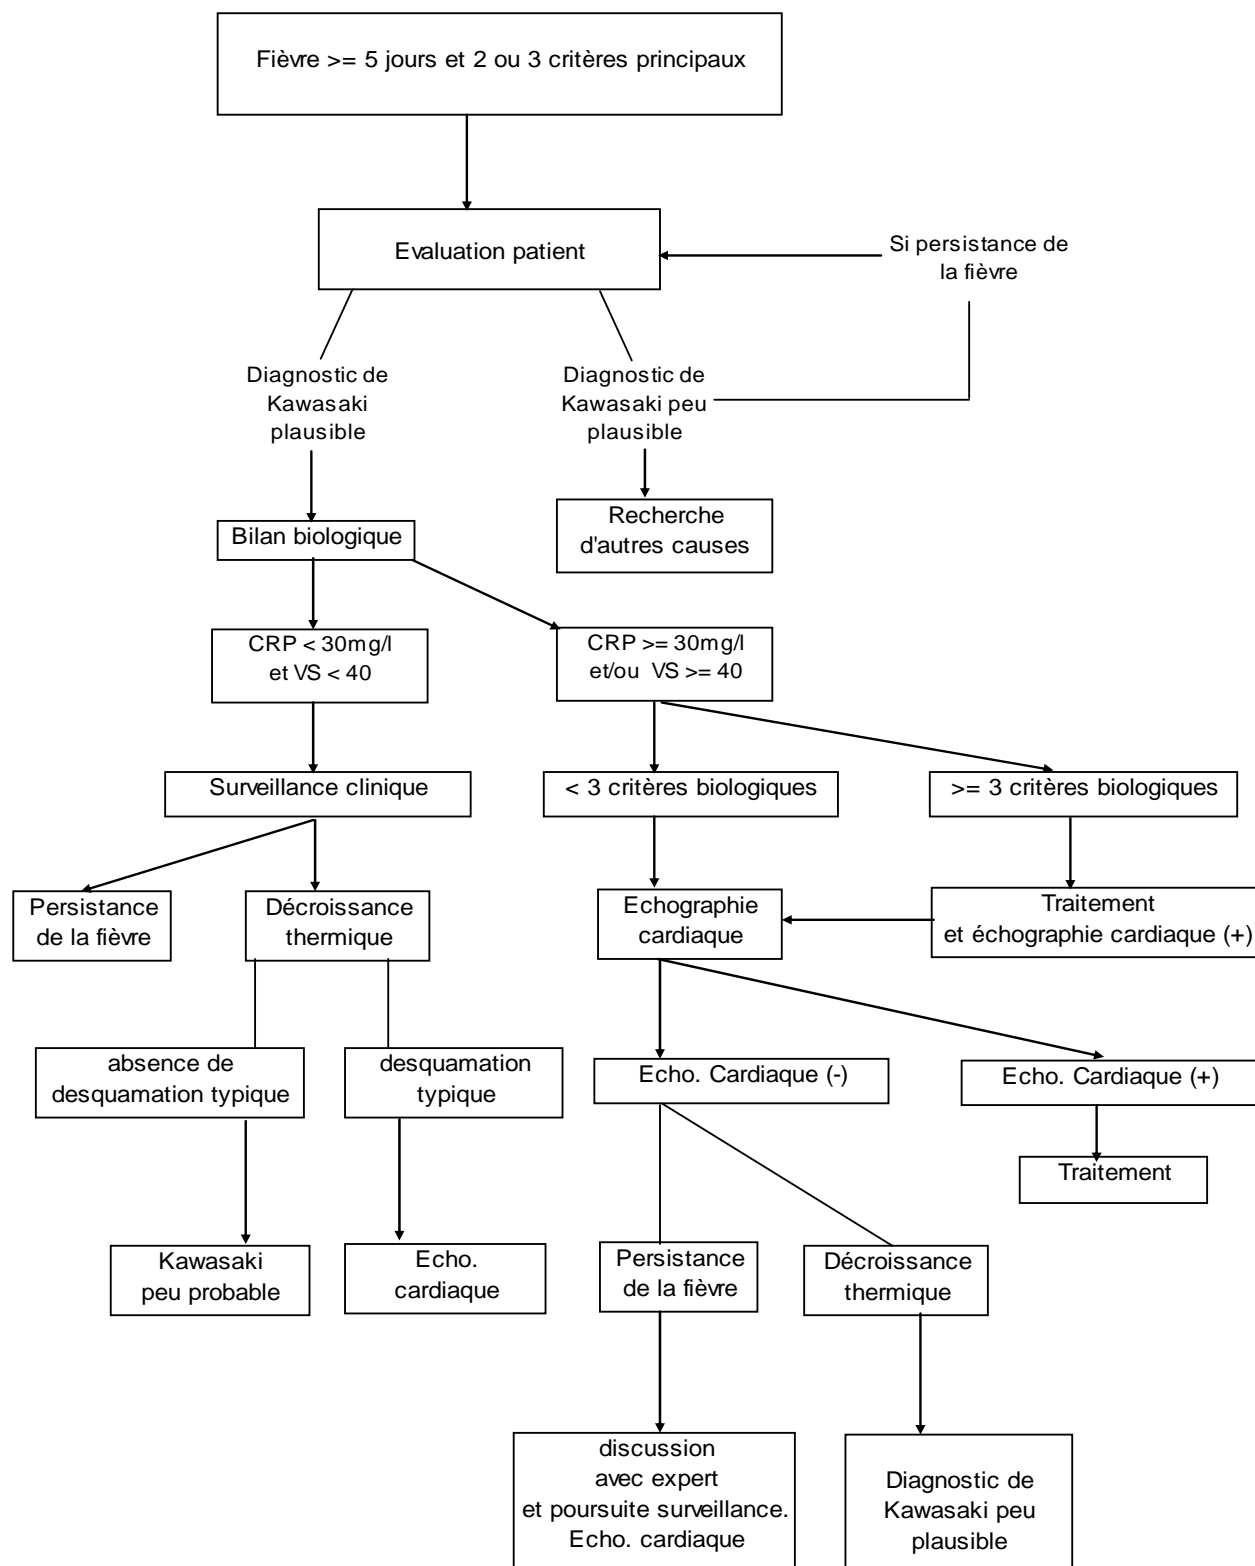 Fièvre >= 5 jours et 2 ou 3 critères principaux
Evaluation patient
Si persistance de
la fièvre
Diagnostic de
Kawasaki
plausible
Diagnostic de
Kawasaki peu
plausible
Bilan biologique
Recherche
d'autres causes
CRP < 30mg/l
et VS < 40
CRP >= 30mg/l
et/ou VS >= 40
Surveillance clinique
< 3 critères biologiques
>= 3 critères biologiques
Persistance
de la fièvre
Décroissance
thermique
Echographie
cardiaque
Traitement
et échographie cardiaque (+)
absence de
desquamation typique
desquamation
typique
Echo. Cardiaque (-)
Echo. Cardiaque (+)
Traitement
Kawasaki
peu probable
Echo.
cardiaque
Persistance
de la fièvre
Décroissance
thermique
discussion
avec expert
et poursuite surveillance.
Echo. cardiaque
Diagnostic de
Kawasaki peu
plausible